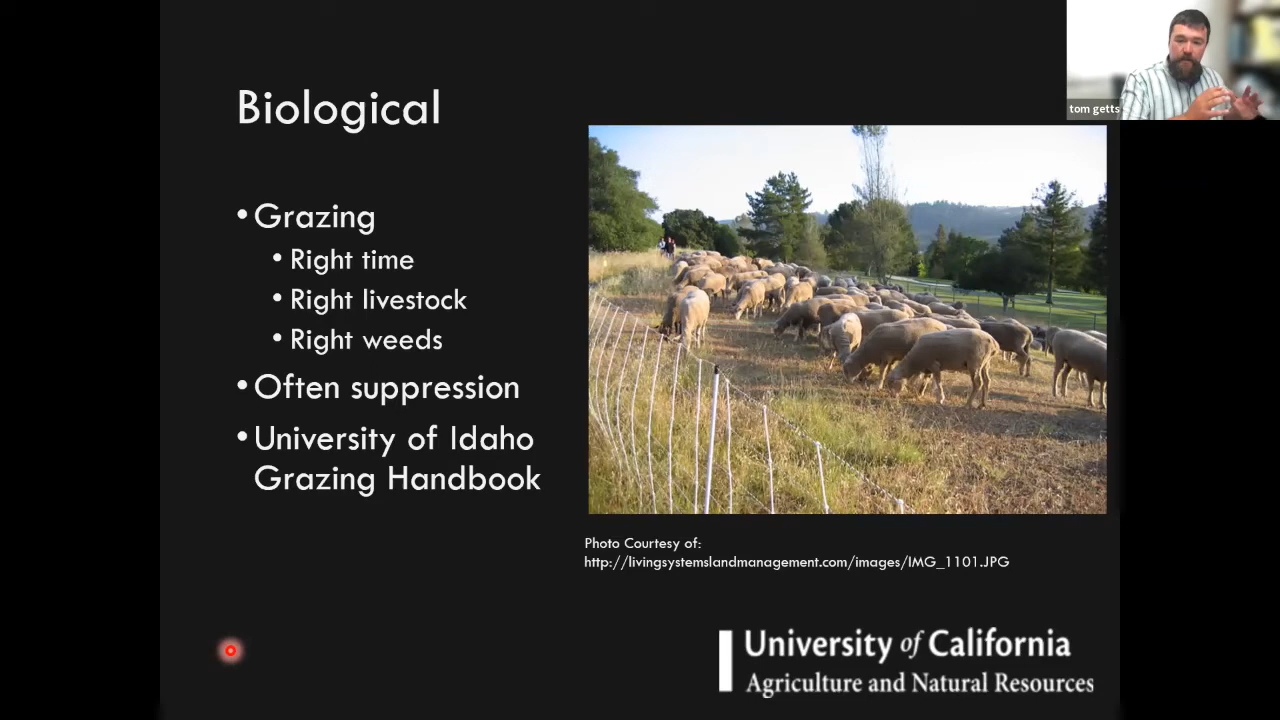 Biological
tom getts
• Grazing
• Right time
• Right livestock
• Right weeds
• Often suppression
• University of Idaho
Grazing Handbook
Photo Courtesy of:
http://livingsystemslandmanagement.com/images/IMG_1101.JPG
University of California
Agriculture and Natural Resources